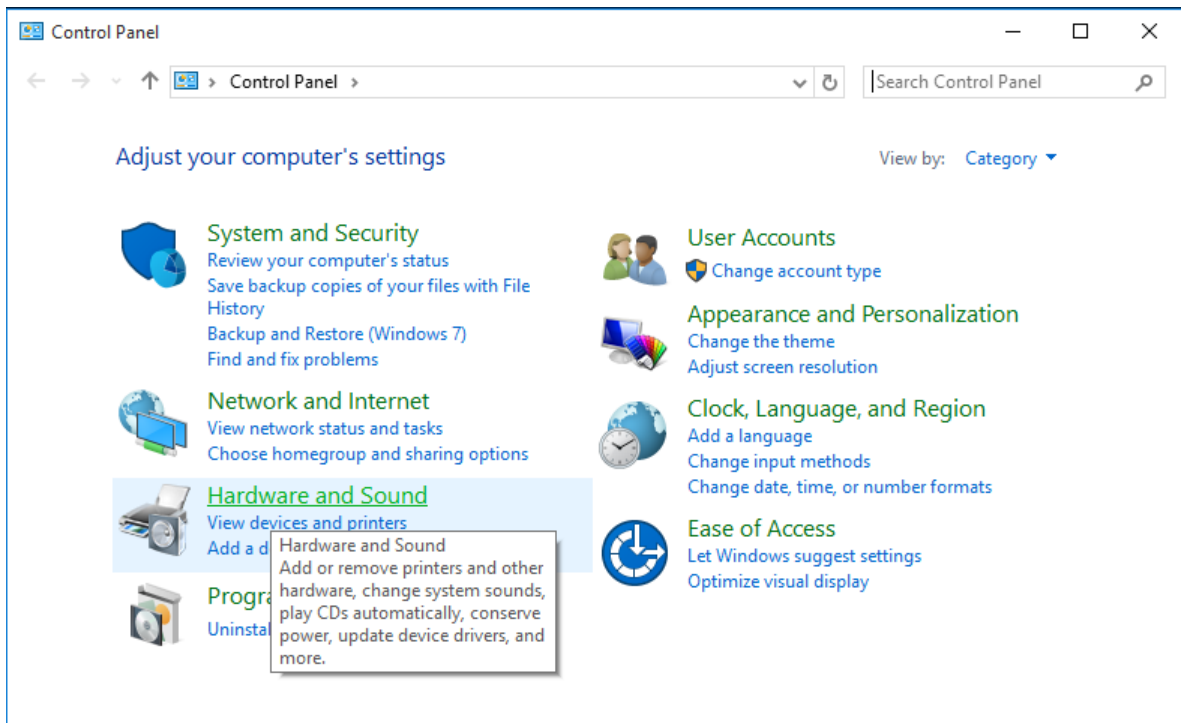 Control Panel
Control Panel
Search Control Panel
Adjust your computer's settings
View by: Category
System and Security
Review your computer's status
Save backup copies of your files with File
History
Backup and Restore (Windows 7)
Find and fix problems
Network and Internet
View network status and tasks
Choose homegroup and sharing options
Hardware and Sound
View devices and printers
Add a
Hardware and Sound
Add or remove printers and other
hardware, change system sounds,
play CDs automatically, conserve
power, update device drivers, and
more.
User Accounts
Change account type
Appearance and Personalization
Change the theme
Adjust screen resolution
Clock, Language, and Region
Add a language
Change input methods
Change date, time, or number formats
Ease of Access
Let Windows suggest settings
Optimize visual display